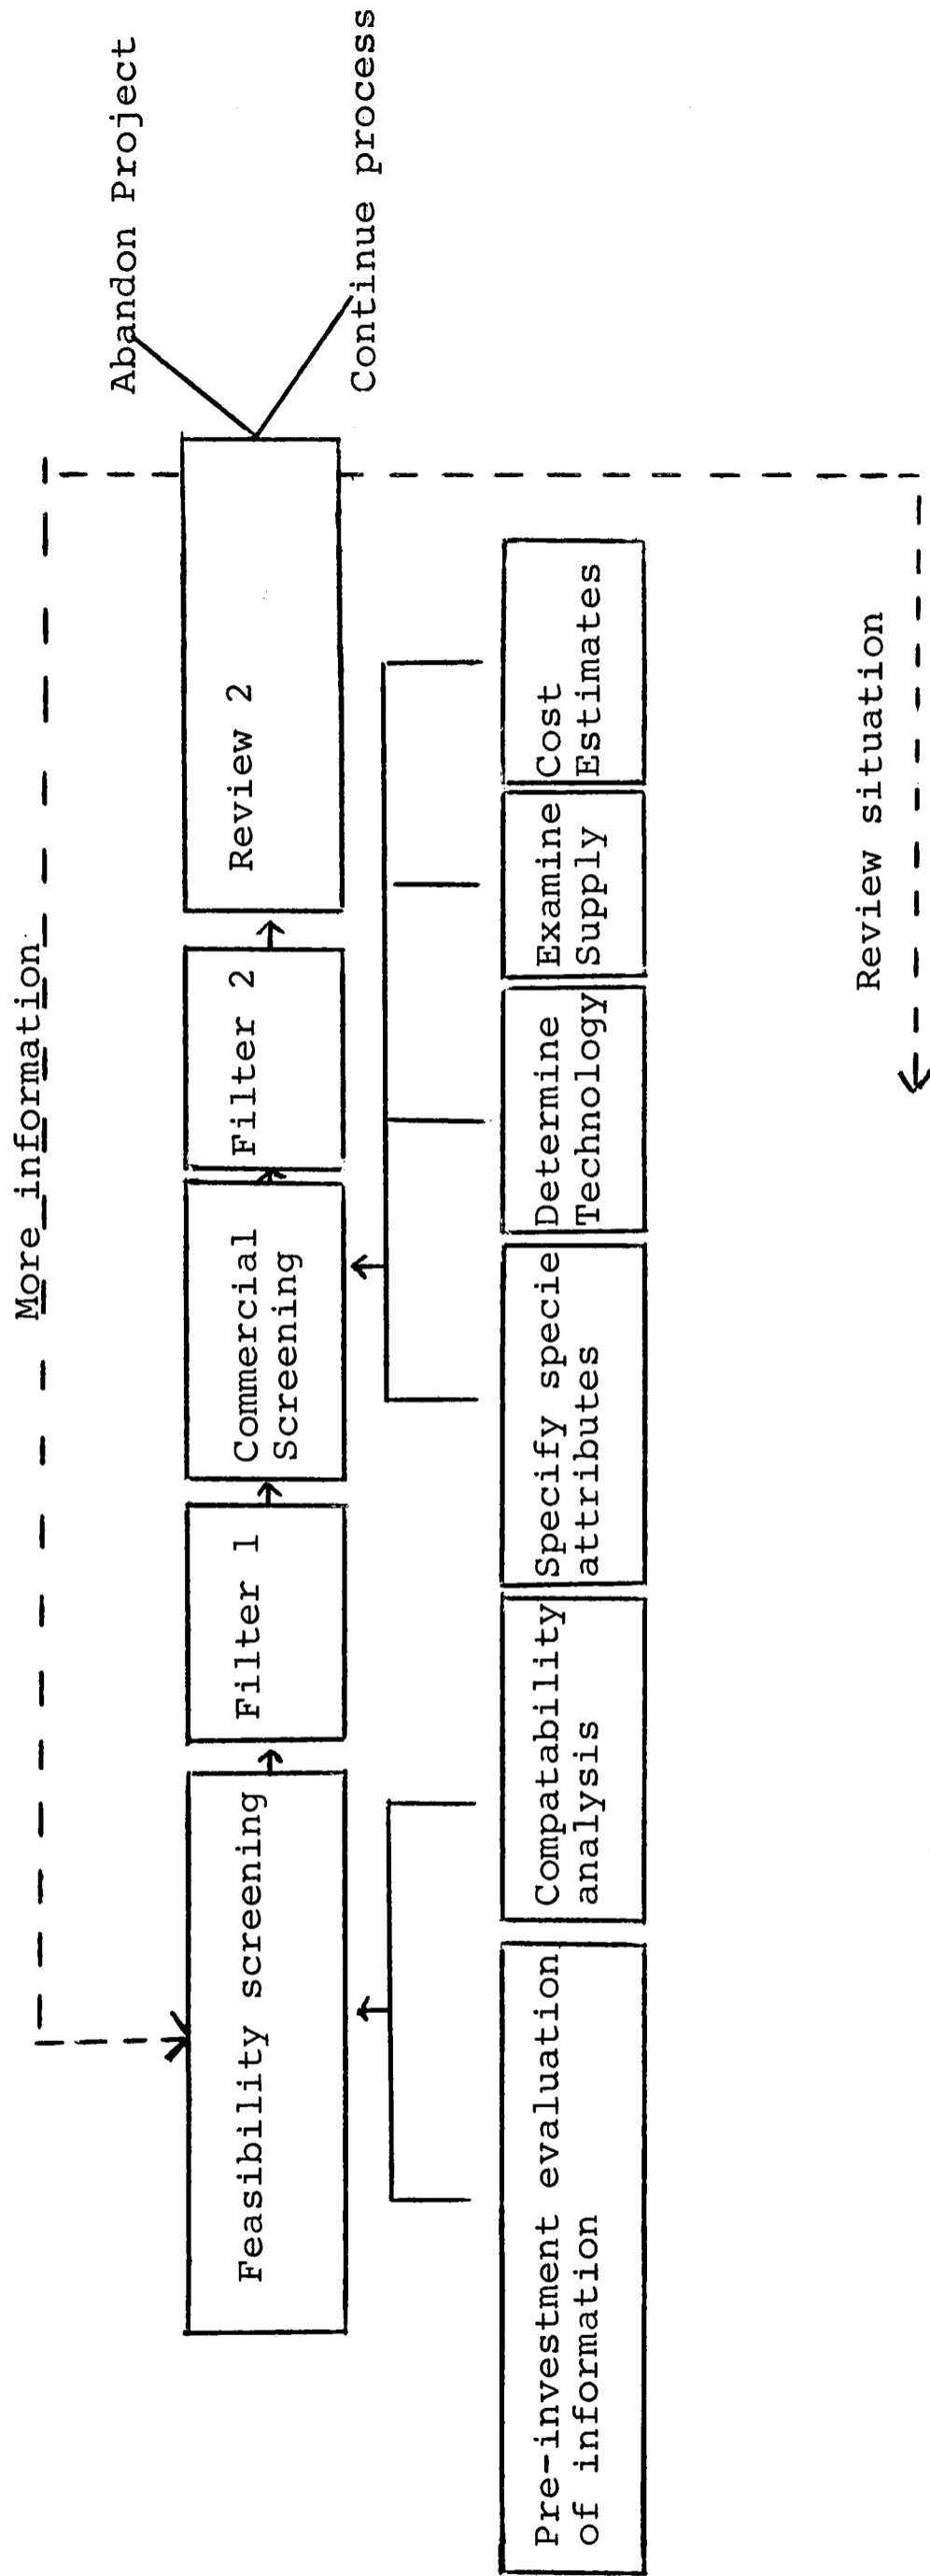 More information
Abandon Project
Feasibility screening
Filter 1
Commercial
Screening
Filter 2
Review 2
Continue process
Pre-investment evaluation
of information
Compatability
analysis
Specify specie
attributes
Determine
Technology
Examine
Supply
Cost
Estimates
Review situation